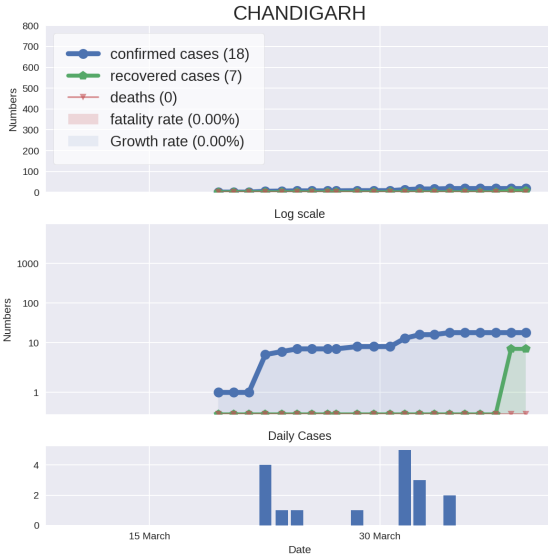 CHANDIGARH
800
700
600
500
400
300
200
100
0
Numbers
confirmed cases (18)
recovered cases (7)
deaths (0)
fatality rate (0.00%)
Growth rate (0.00%)
Log scale
1000
100
10
1
Numbers
Daily Cases
4
2
0
15 March
30 March
Date